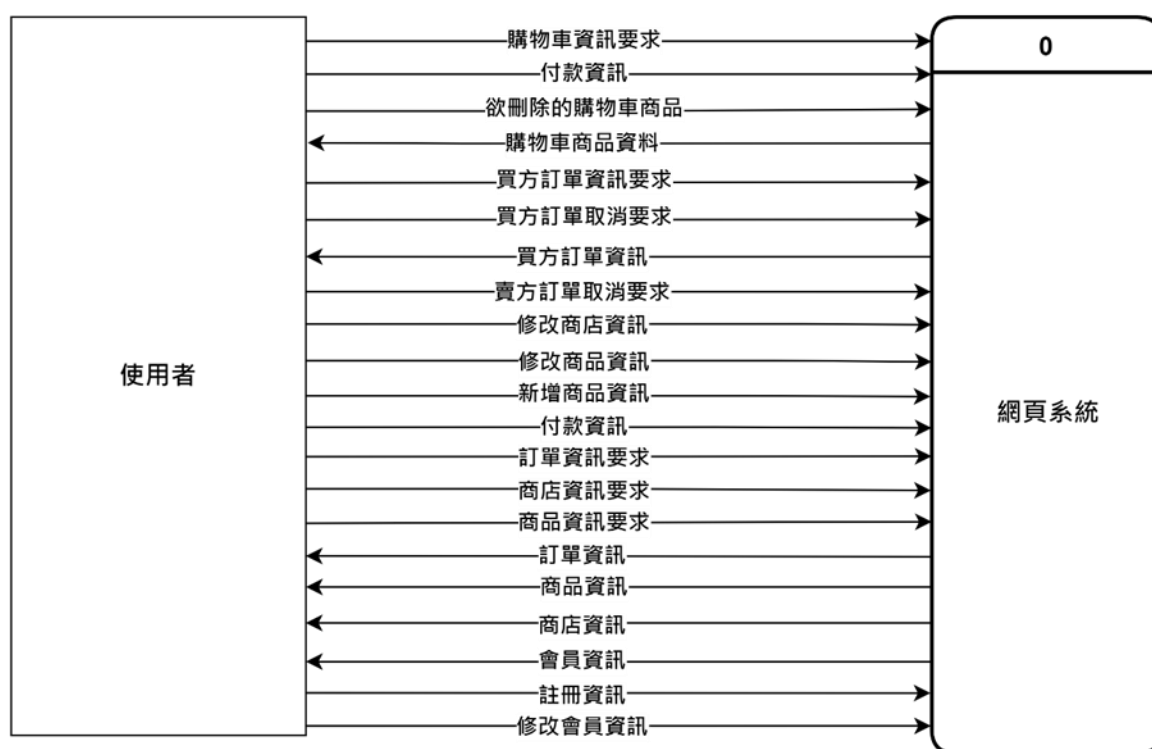 購物車資訊要求
0
付款資訊
欲刪除的購物車商品
購物車商品資料
買方訂單資訊要求
買方訂單取消要求
買方訂單資訊
賣方訂單取消要求
修改商店資訊
修改商品資訊
使用者
新增商品資訊
網頁系統
付款資訊
訂單資訊要求
商店資訊要求
商品資訊要求
訂單資訊
商品資訊
商店資訊
會員資訊
註冊資訊
修改會員資訊